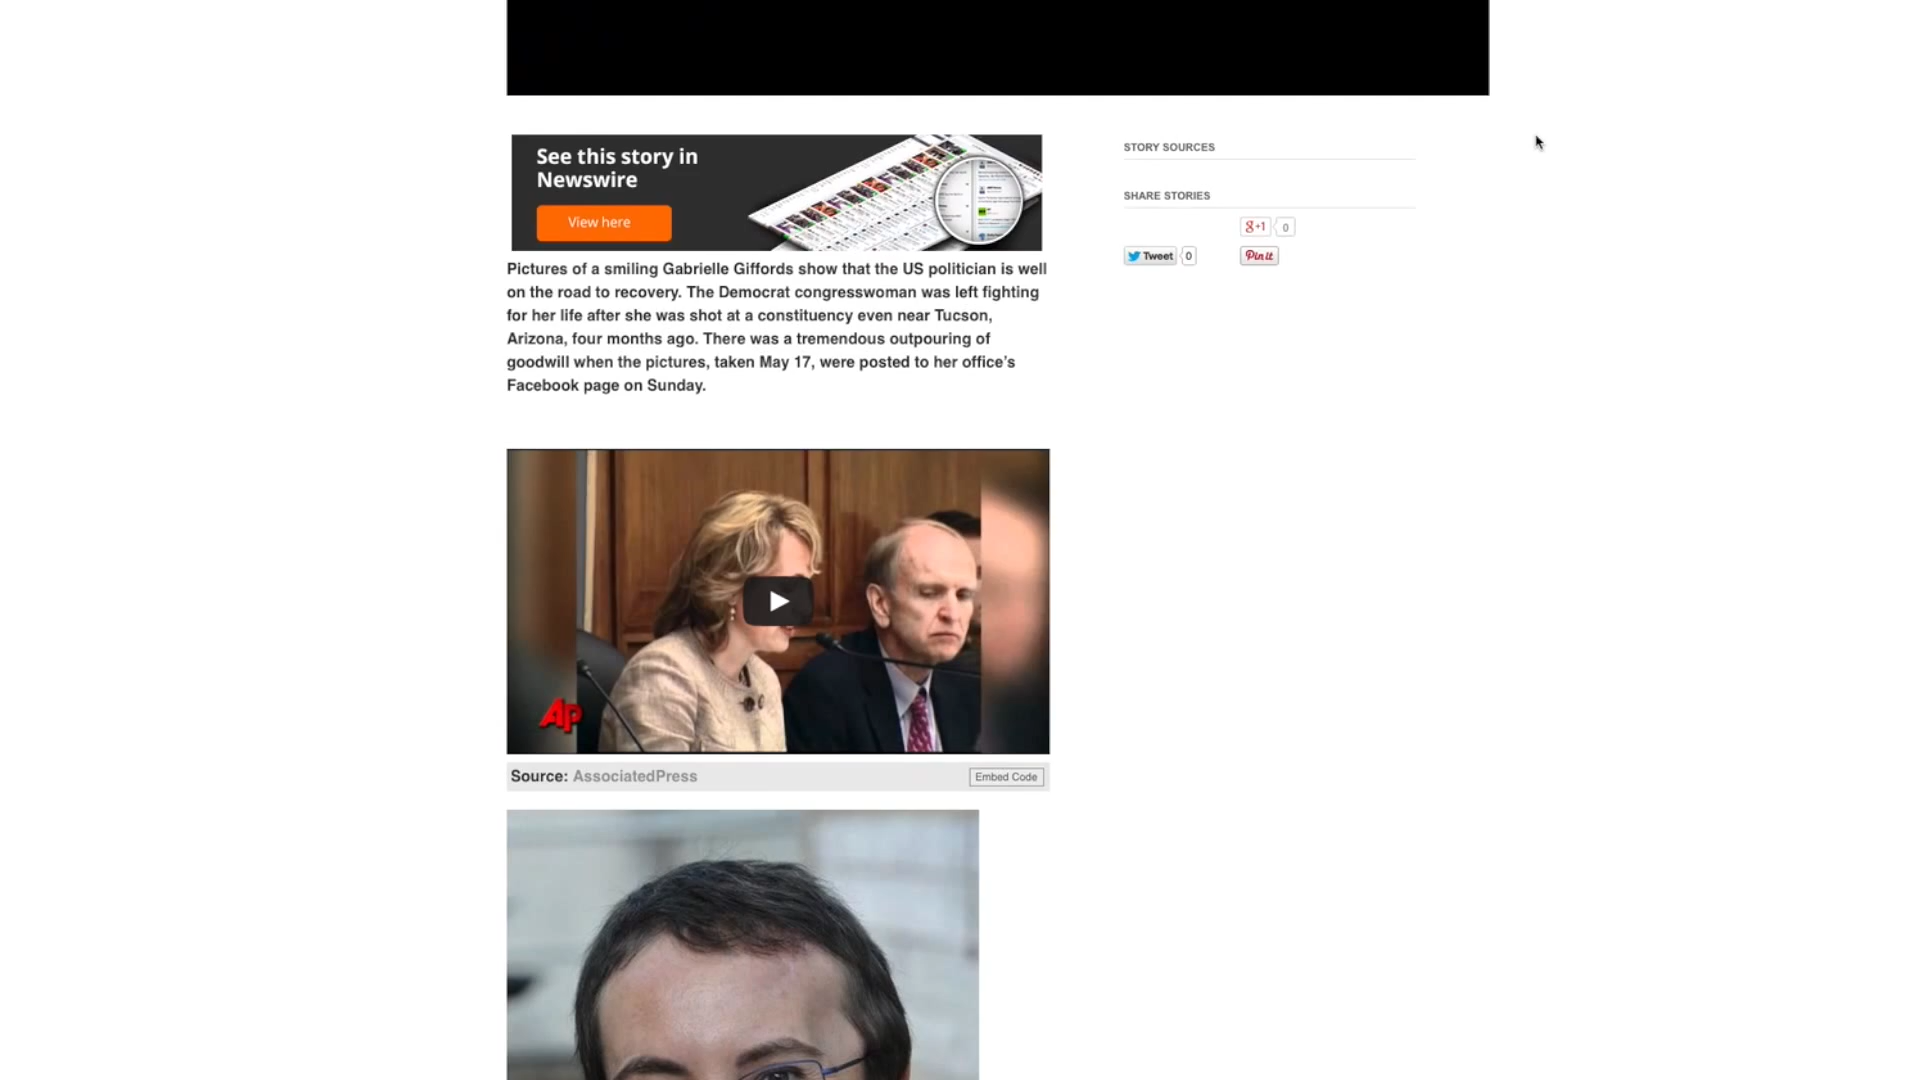 See this story in
Newswire
View here
STORY SOURCES
SHARE STORIES
g+1 0
Tweet 0
Pin it
Pictures of a smiling Gabrielle Giffords show that the US politician is well
on the road to recovery. The Democrat congresswoman was left fighting
for her life after she was shot at a constituency even near Tucson,
Arizona, four months ago. There was a tremendous outpouring of
goodwill when the pictures, taken May 17, were posted to her office's
Facebook page on Sunday.
AP
Source: AssociatedPress
Embed Code